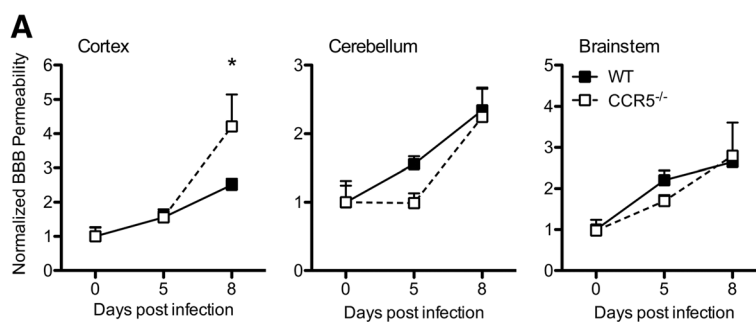 A
Cortex
Cerebellum
Brainstem
Normalized BBB Permeability
6
5
4
3
2
1
0
0
5
8
Days post infection
*
3
2
1
0
0
5
8
Days post infection
5
4
3
2
1
0
0
5
8
Days post infection
WT
CCR5-/-